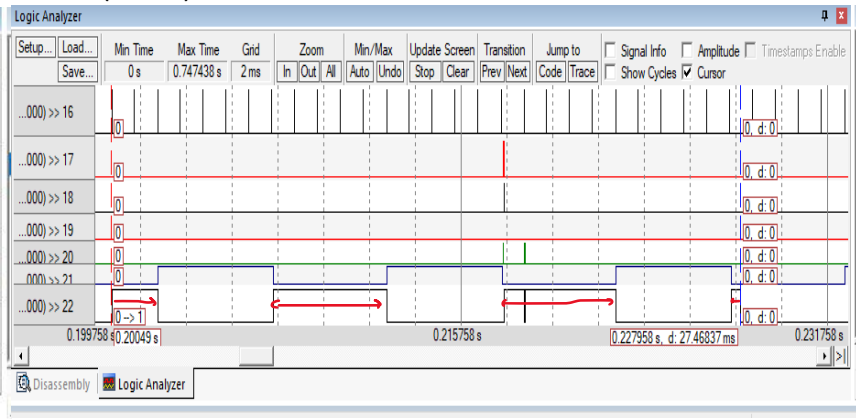 Logic Analyzer
Setup... Load... Min Time Max Time Grid Zoom Min/Max Update Screen Transition Jump to Signal Info Amplitude Timestamps Enable
Save... 0 s 0.747438 s 2 ms In Out All Auto Undo Stop Clear Prev Next Code Trace Show Cycles Cursor
...000) >> 16
0 0, d: 0
...000) >> 17
0 0, d: 0
...000) >> 18
0 0, d: 0
...000) >> 19 0 0, d: 0
...000) >> 20 0 0, d: 0
...000) >> 21 0 0, d: 0
...000) >> 22
0 --> 1 0, d: 0
0.199758 s 0.20049 s 0.215758 s 0.227958 s, d: 27.46837 ms 0.231758 s
Disassembly Logic Analyzer